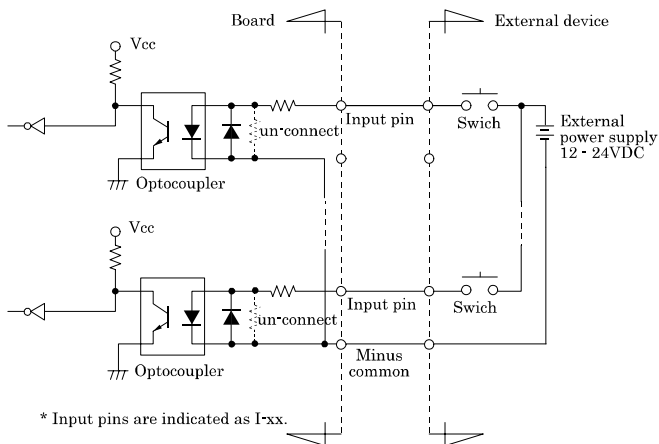 Board
External device
Vcc
un-connect
Input pin
Swich
External
power supply
12 - 24VDC
Optocoupler
Vcc
un-connect
Input pin
Swich
Optocoupler
Minus
common
* Input pins are indicated as I-xx.